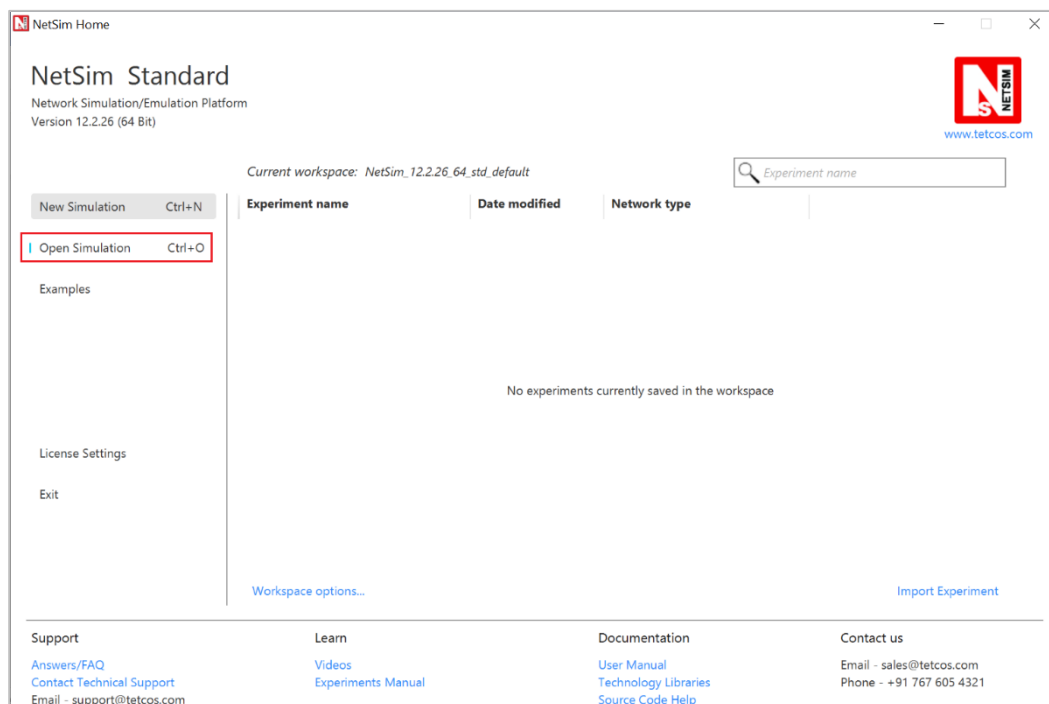 NetSim Home
NetSim Standard
Network Simulation/Emulation Platform
Version 12.2.26 (64 Bit)
NS NETSIM
www.tetcos.com
Current workspace: NetSim_12.2.26_64_std_default
Experiment name
New Simulation Ctrl+N
Experiment name Date modified Network type
Open Simulation Ctrl+O
Examples
No experiments currently saved in the workspace
License Settings
Exit
Workspace options...
Import Experiment
Support Learn Documentation Contact us
Answers/FAQ Videos User Manual Email - sales@tetcos.com
Contact Technical Support Experiments Manual Technology Libraries Phone - +91 767 605 4321
Email - support@tetcos.com Source Code Help